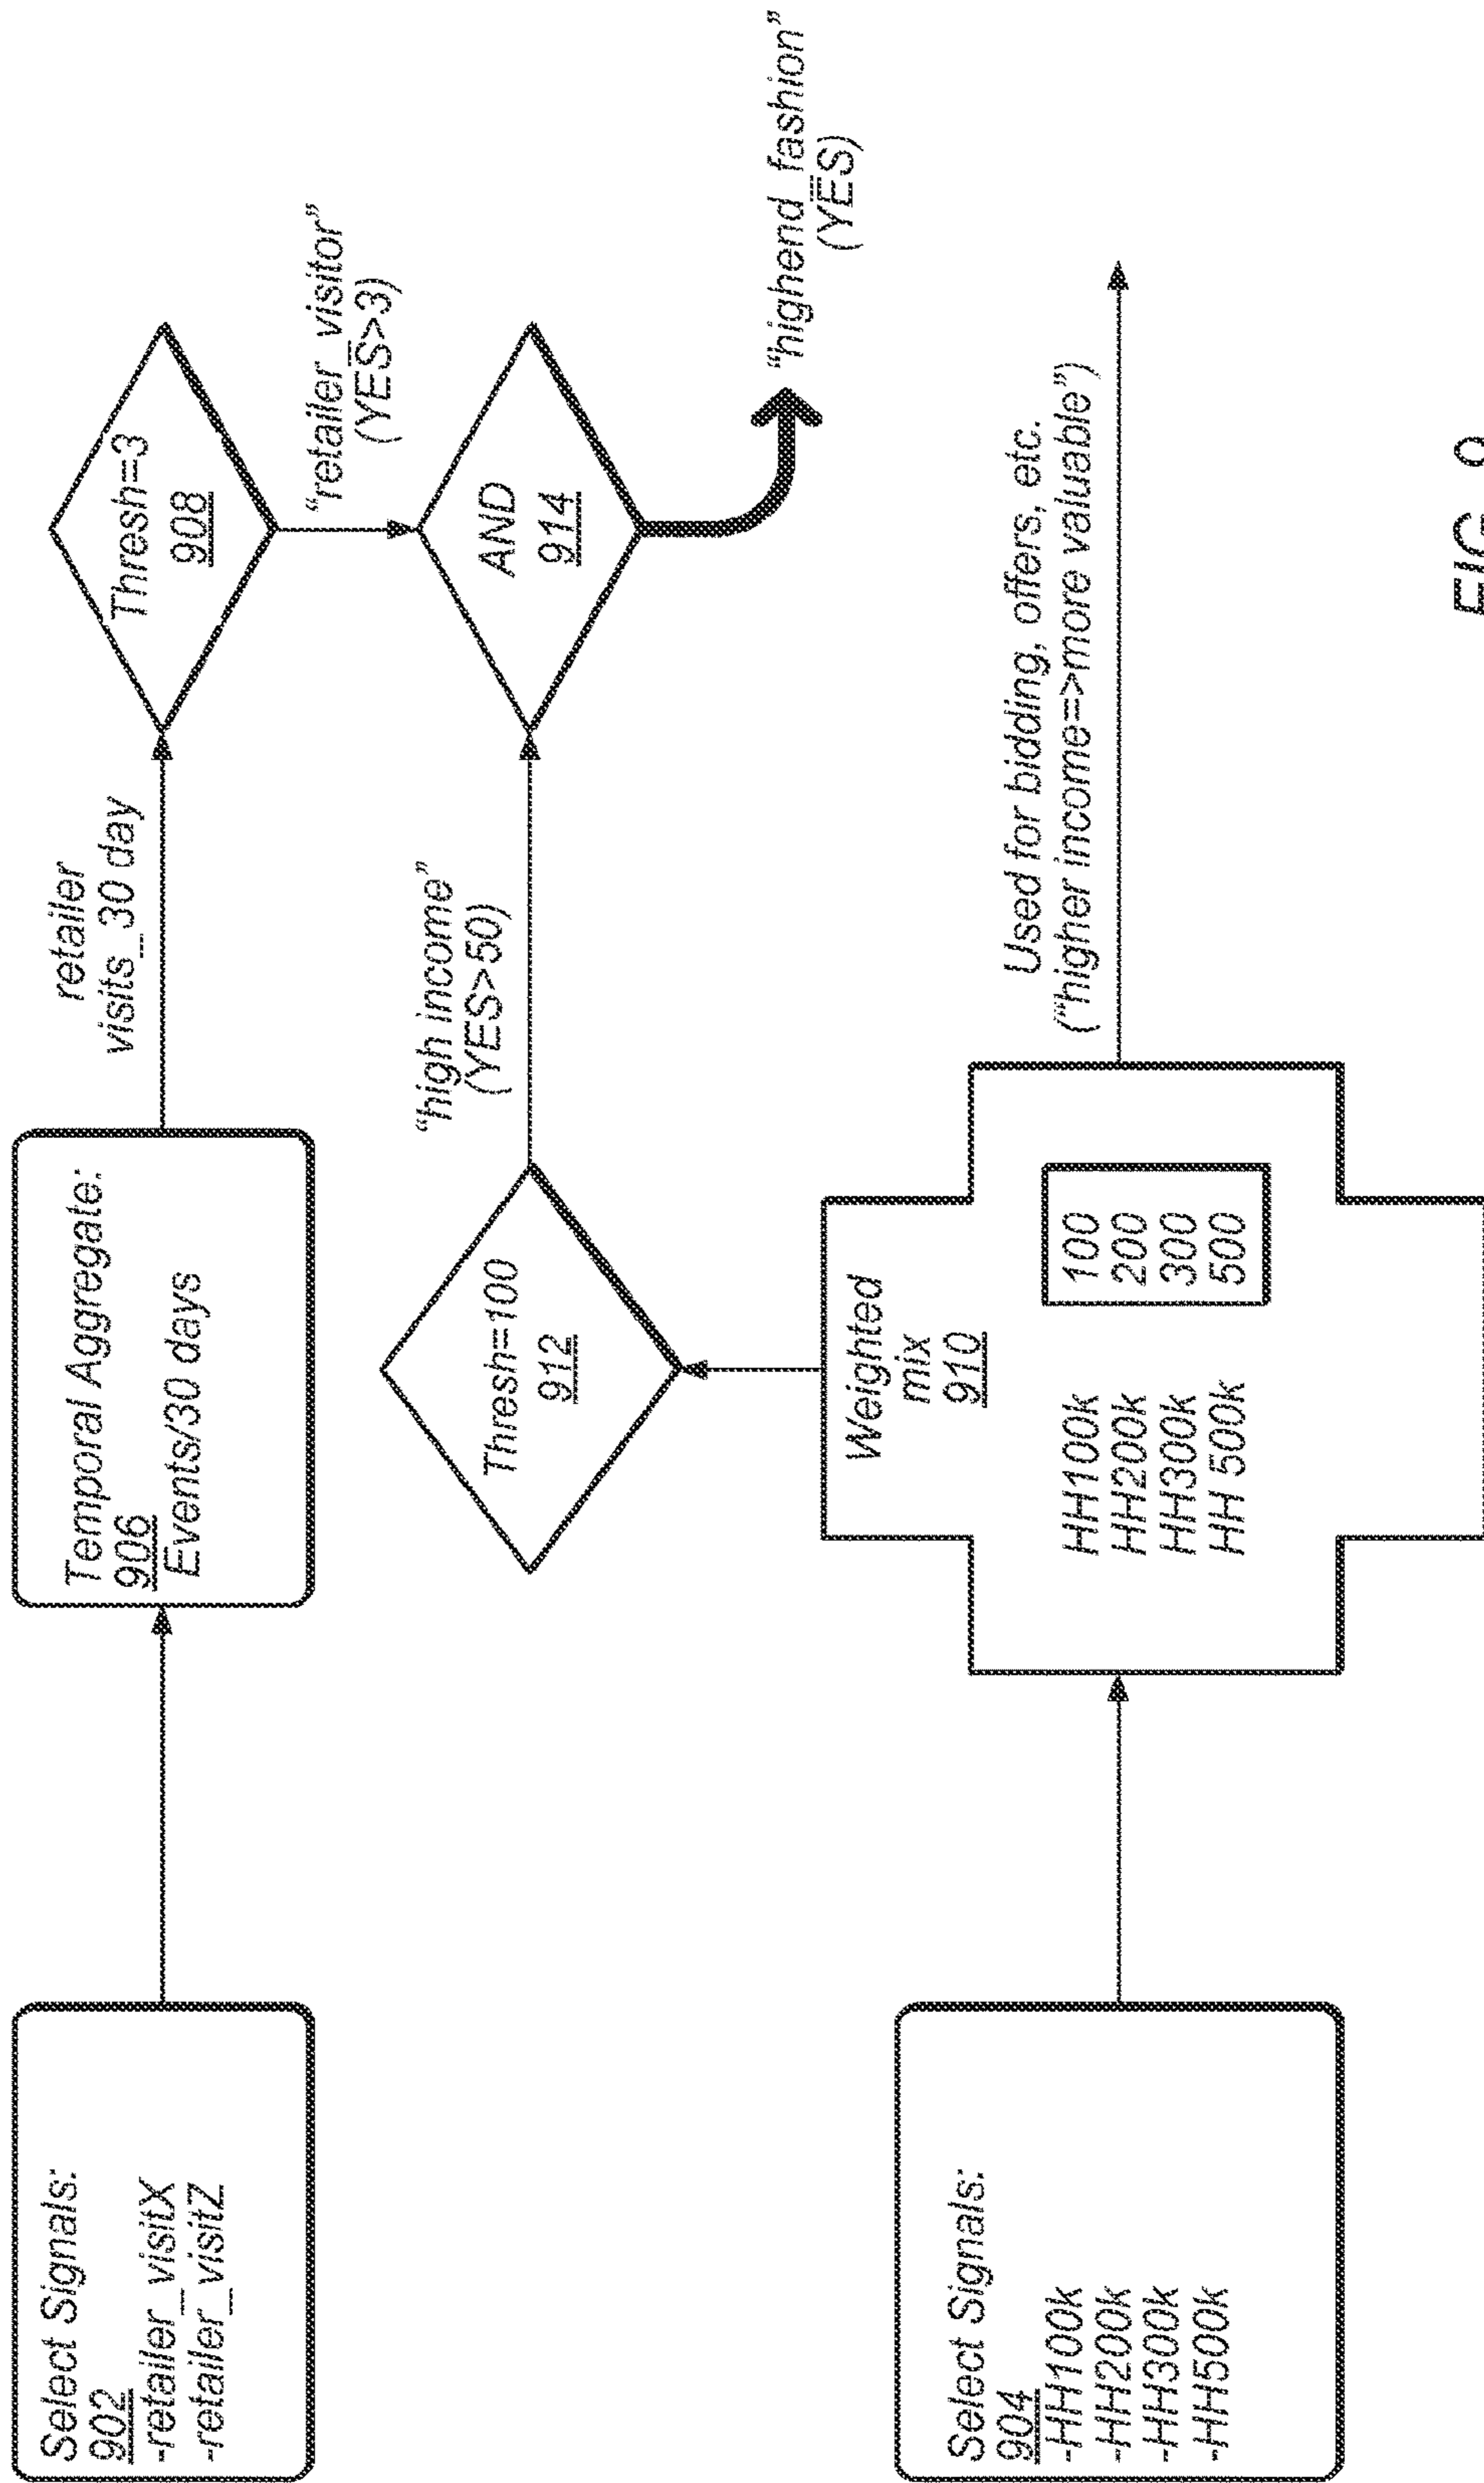 Select Signals:
902
-retailer_visitX
-retailer_visitZ
Temporal Aggregate:
906
Events/30 days
retailer
visits_30 day
Thresh=3
908
"retailer_visitor"
(YES>3)
Thresh=100
912
"high income"
(YES>50)
AND
914
"highend_fashion"
(YES)
Select Signals:
904
-HH100k
-HH200k
-HH300k
-HH500k
Weighted
mix
910
HH100k 100
HH200k 200
HH300k 300
HH 500k 500
Used for bidding, offers, etc.
("higher income=>more valuable")
FIG. 9